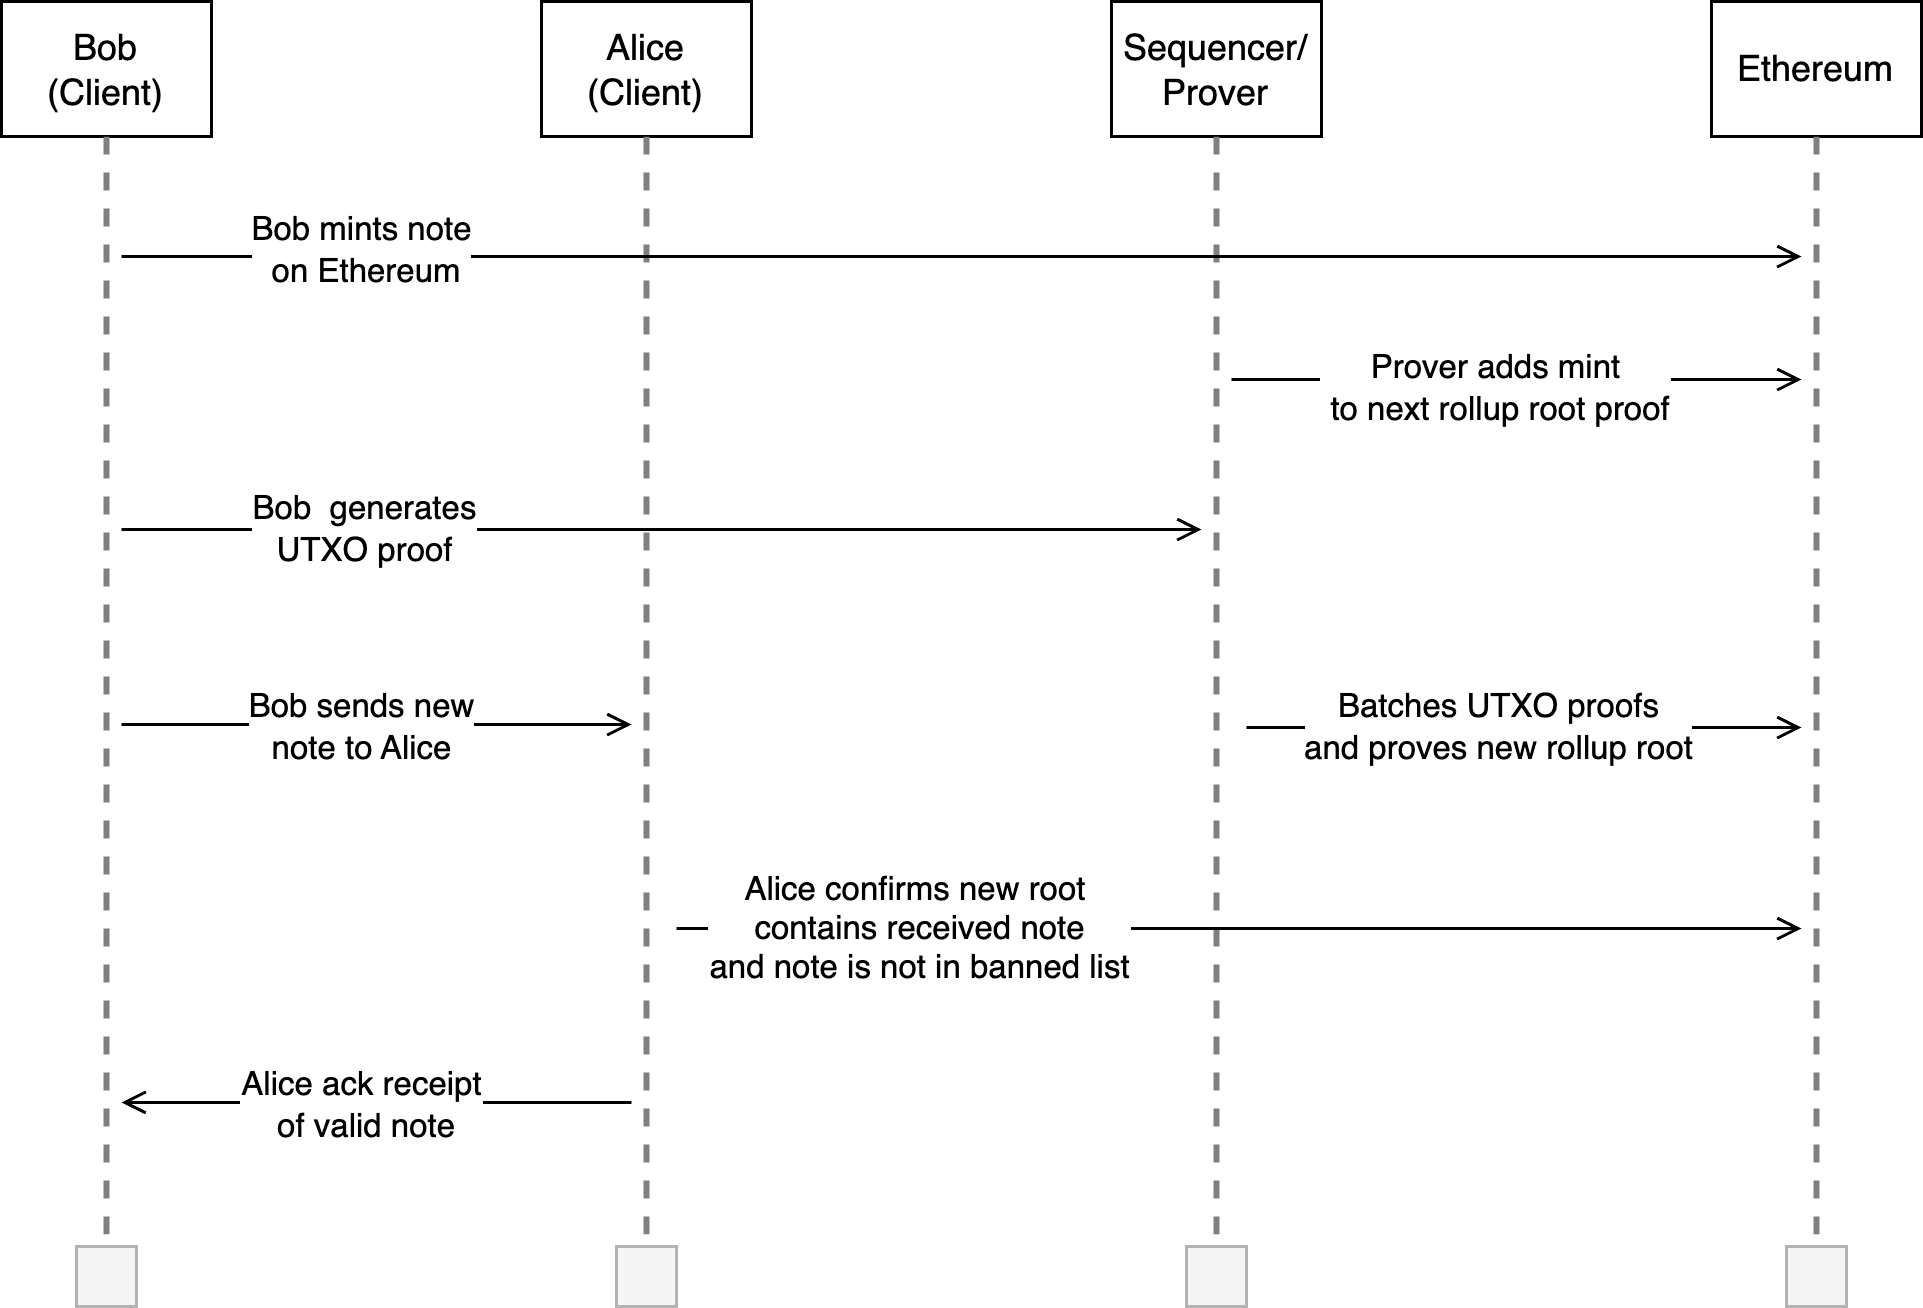 Bob
(Client)
Alice
(Client)
Sequencer/
Prover
Ethereum
Bob mints note
on Ethereum
Prover adds mint
to next rollup root proof
Bob  generates
UTXO proof
Bob sends new
note to Alice
Batches UTXO proofs
and proves new rollup root
Alice confirms new root
contains received note
and note is not in banned list
Alice ack receipt
of valid note